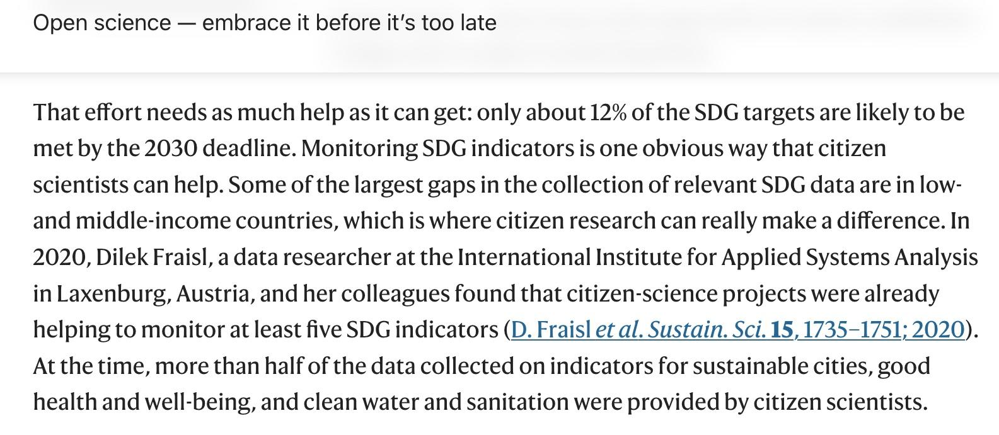 Open science — embrace it before it’s too late
That effort needs as much help as it can get: only about 12% of the SDG targets are likely to be
met by the 2030 deadline. Monitoring SDG indicators is one obvious way that citizen
scientists can help. Some of the largest gaps in the collection of relevant SDG data are in low-
and middle-income countries, which is where citizen research can really make a difference. In
2020, Dilek Fraisl, a data researcher at the International Institute for Applied Systems Analysis
in Laxenburg, Austria, and her colleagues found that citizen-science projects were already
helping to monitor at least five SDG indicators (D. Fraisl et al. Sustain. Sci. 15, 1735–1751; 2020).
At the time, more than half of the data collected on indicators for sustainable cities, good
health and well-being, and clean water and sanitation were provided by citizen scientists.